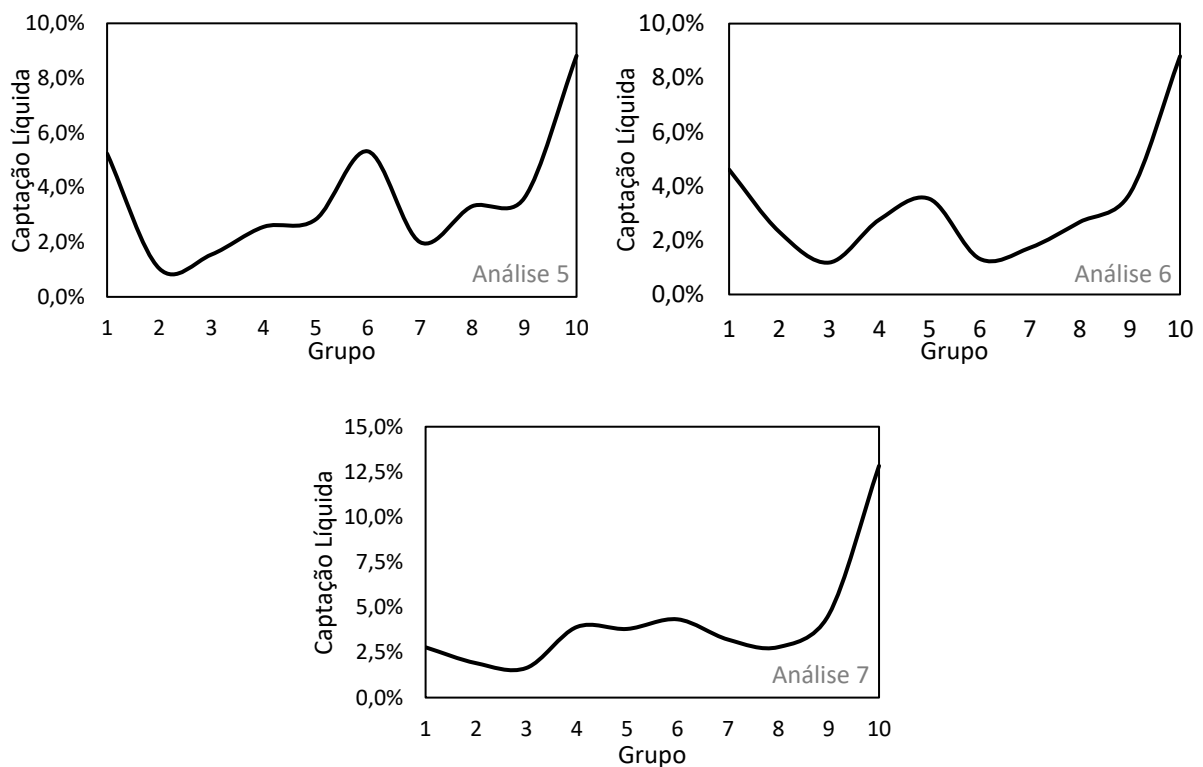 Captação Líquida
10,0%
8,0%
6,0%
4,0%
2,0%
0,0%
Análise 5
1 2 3 4 5 6 7 8 9 10
Grupo
Captação Líquida
10,0%
8,0%
6,0%
4,0%
2,0%
0,0%
Análise 6
1 2 3 4 5 6 7 8 9 10
Grupo
Captação Líquida
15,0%
12,5%
10,0%
7,5%
5,0%
2,5%
0,0%
Análise 7
1 2 3 4 5 6 7 8 9 10
Grupo